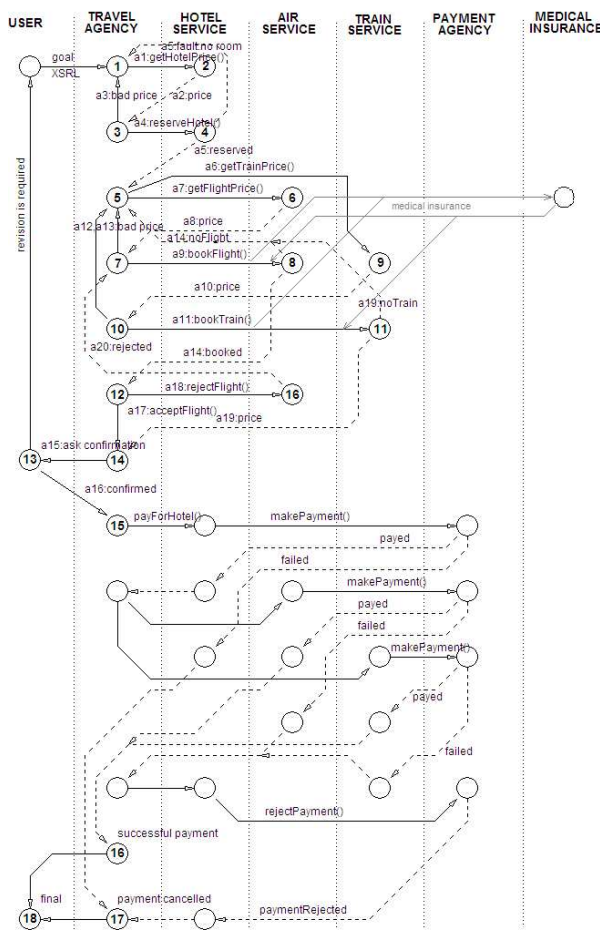 USER
TRAVEL AGENCY
HOTEL SERVICE
AIR SERVICE
TRAIN SERVICE
PAYMENT AGENCY
MEDICAL INSURANCE
a5:fault:no room
goal
XSRL
1
a1:getHotelPrice()
2
a3:bad price
a2:price
3
a4:reserveHotel()
4
a5:reserved
a6:getTrainPrice()
5
a7:getFlightPrice()
6
medical insurance
revision is required
a12,a13:bad price
a8:price
a14:noFlight
7
a9:bookFlight()
8
9
a10:price
a19:noTrain
10
a11:bookTrain()
11
a20:rejected
a14:booked
12
a18:rejectFlight()
16
a17:acceptFlight()
a19:price
a15:ask confirmation
13
14
a16:confirmed
15
payForHotel()
makePayment()
payed
failed
makePayment()
payed
failed
makePayment()
payed
failed
rejectPayment()
successful payment
16
final
payment:cancelled
paymentRejected
18
17